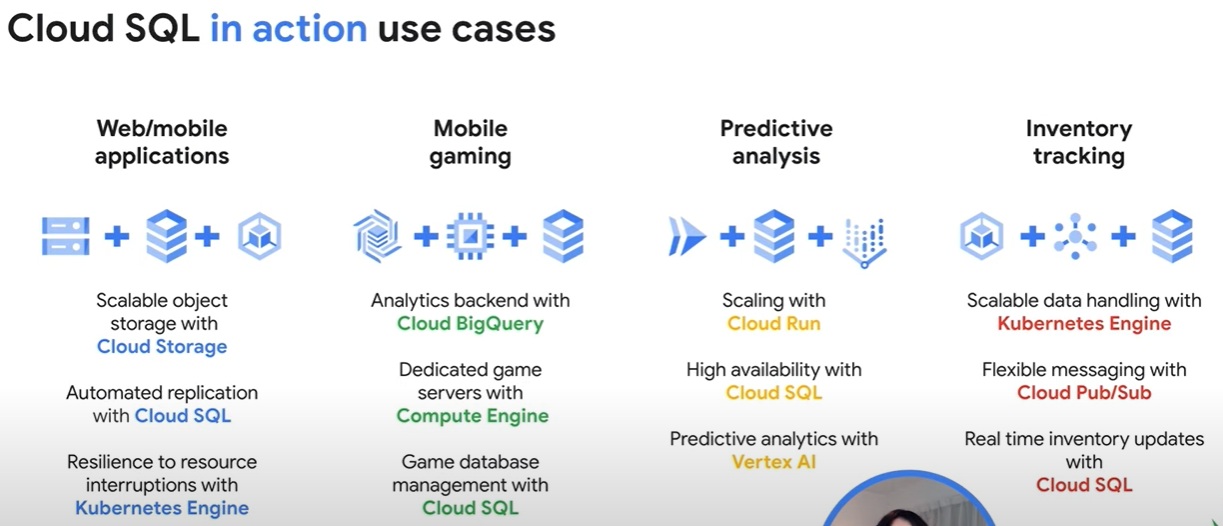 Cloud SQL in action use cases
Web/mobile
applications
Scalable object
storage with
Cloud Storage
Automated replication
with Cloud SQL
Resilience to resource
interruptions with
Kubernetes Engine
Mobile
gaming
Analytics backend with
Cloud BigQuery
Dedicated game
servers with
Compute Engine
Game database
management with
Cloud SQL
Predictive
analysis
Scaling with
Cloud Run
High availability with
Cloud SQL
Predictive analytics with
Vertex AI
Inventory
tracking
Scalable data handling with
Kubernetes Engine
Flexible messaging with
Cloud Pub/Sub
Real time inventory updates
with
Cloud SQL